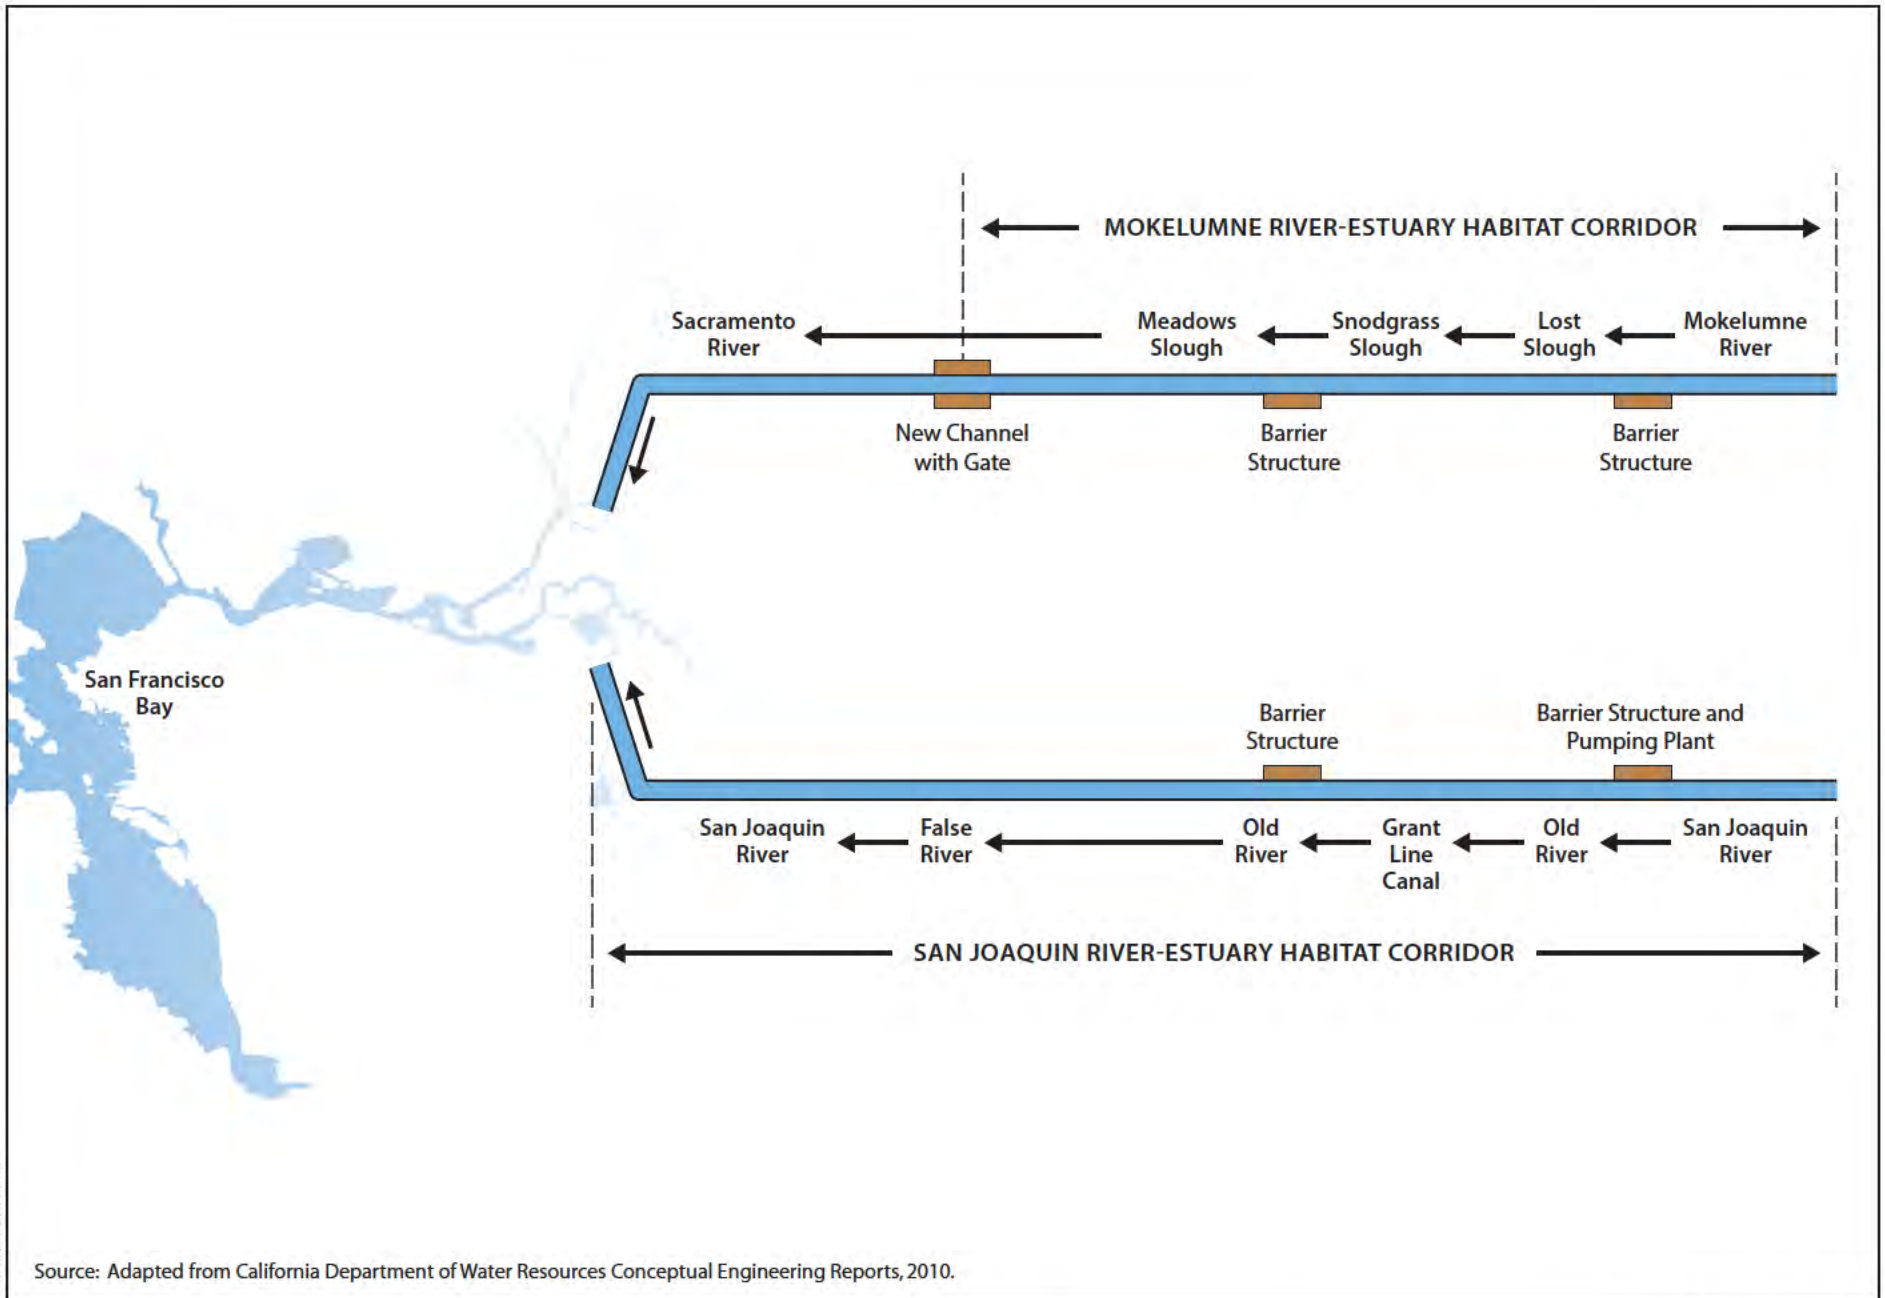 MOKELUMNE RIVER-ESTUARY HABITAT CORRIDOR
Sacramento
River
Meadows
Slough
Snodgrass
Slough
Lost
Slough
Mokelumne
River
New Channel
with Gate
Barrier
Structure
Barrier
Structure
San Francisco
Bay
Barrier
Structure
Barrier Structure and
Pumping Plant
San Joaquin
River
False
River
Old
River
Grant
Line
Canal
Old
River
San Joaquin
River
SAN JOAQUIN RIVER-ESTUARY HABITAT CORRIDOR
Source: Adapted from California Department of Water Resources Conceptual Engineering Reports, 2010.